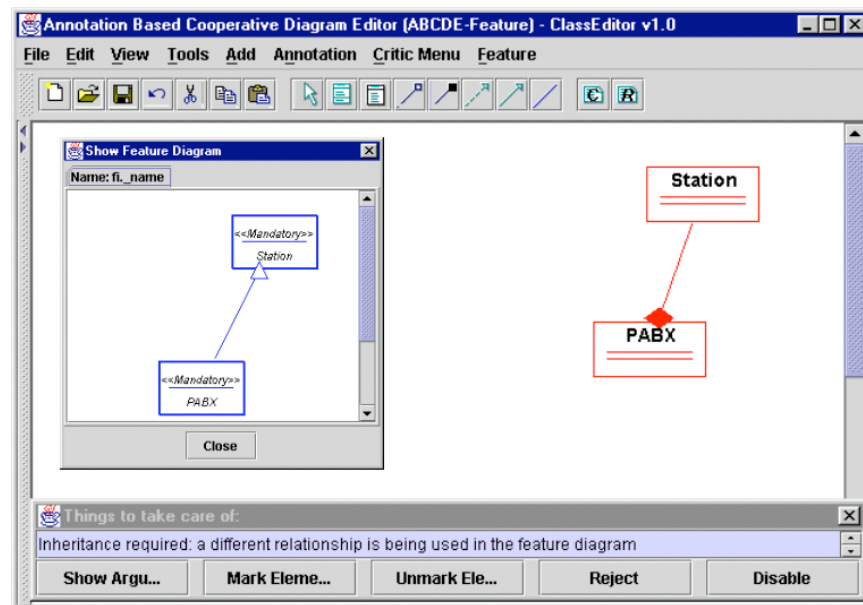 Annotation Based Cooperative Diagram Editor (ABCDE-Feature) - ClassEditor v1.0
File Edit View Tools Add Annotation Critic Menu Feature
C R
Show Feature Diagram
Name: fi._name
<<Mandatory>>
Station
<<Mandatory>>
PABX
Close
Station
PABX
Things to take care of:
Inheritance required: a different relationship is being used in the feature diagram
Show Argu... Mark Eleme... Unmark Ele... Reject Disable